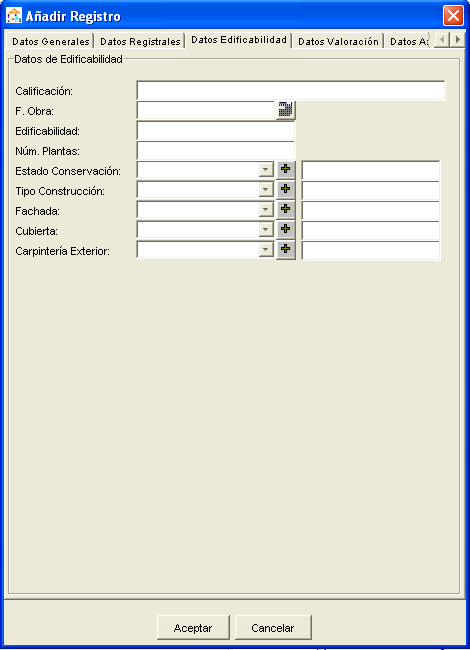 Añadir Registro
Datos Generales Datos Registrales Datos Edificabilidad Datos Valoración Datos
Datos de Edificabilidad
Calificación:
F. Obra:
Edificabilidad:
Núm. Plantas:
Estado Conservación:
Tipo Construcción:
Fachada:
Cubierta:
Carpintería Exterior:
Aceptar Cancelar